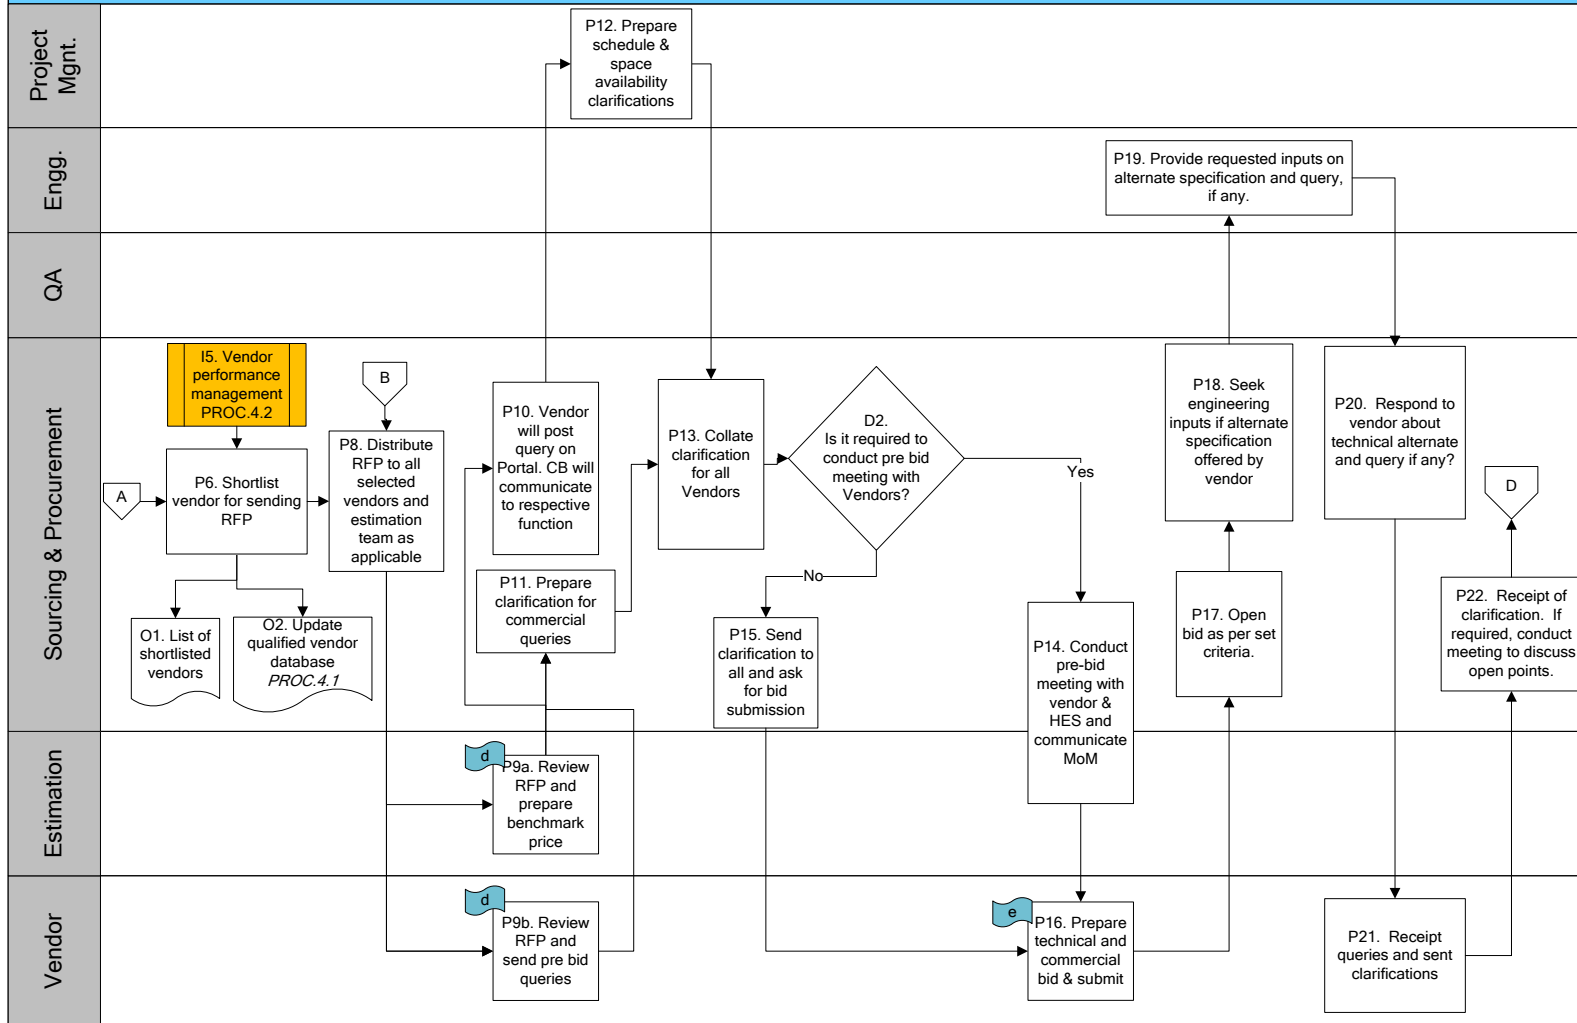 Project
Mgnt.
P12. Prepare
schedule &
space
availability
clarifications
Engg.
P19. Provide requested inputs on
alternate specification and query,
if any.
QA
Sourcing & Procurement
A
I5. Vendor
performance
management
PROC.4.2
P6. Shortlist
vendor for sending
RFP
O1. List of
shortlisted
vendors
O2. Update
qualified vendor
database
PROC.4.1
B
P8. Distribute
RFP to all
selected
vendors and
estimation
team as
applicable
P10. Vendor
will post
query on
Portal. CB will
communicate
to respective
function
P11. Prepare
clarification for
commercial
queries
P13. Collate
clarification
for all
Vendors
D2.
Is it required to
conduct pre bid
meeting with
Vendors?
Yes
No
P15. Send
clarification to
all and ask
for bid
submission
P14. Conduct
pre-bid
meeting with
vendor &
HES and
communicate
MoM
P18. Seek
engineering
inputs if alternate
specification
offered by
vendor
P17. Open
bid as per set
criteria.
P20. Respond to
vendor about
technical alternate
and query if any?
D
P22. Receipt of
clarification. If
required, conduct
meeting to discuss
open points.
Estimation
d
P9a. Review
RFP and
prepare
benchmark
price
Vendor
d
P9b. Review
RFP and
send pre bid
queries
e
P16. Prepare
technical and
commercial
bid & submit
P21. Receipt
queries and sent
clarifications